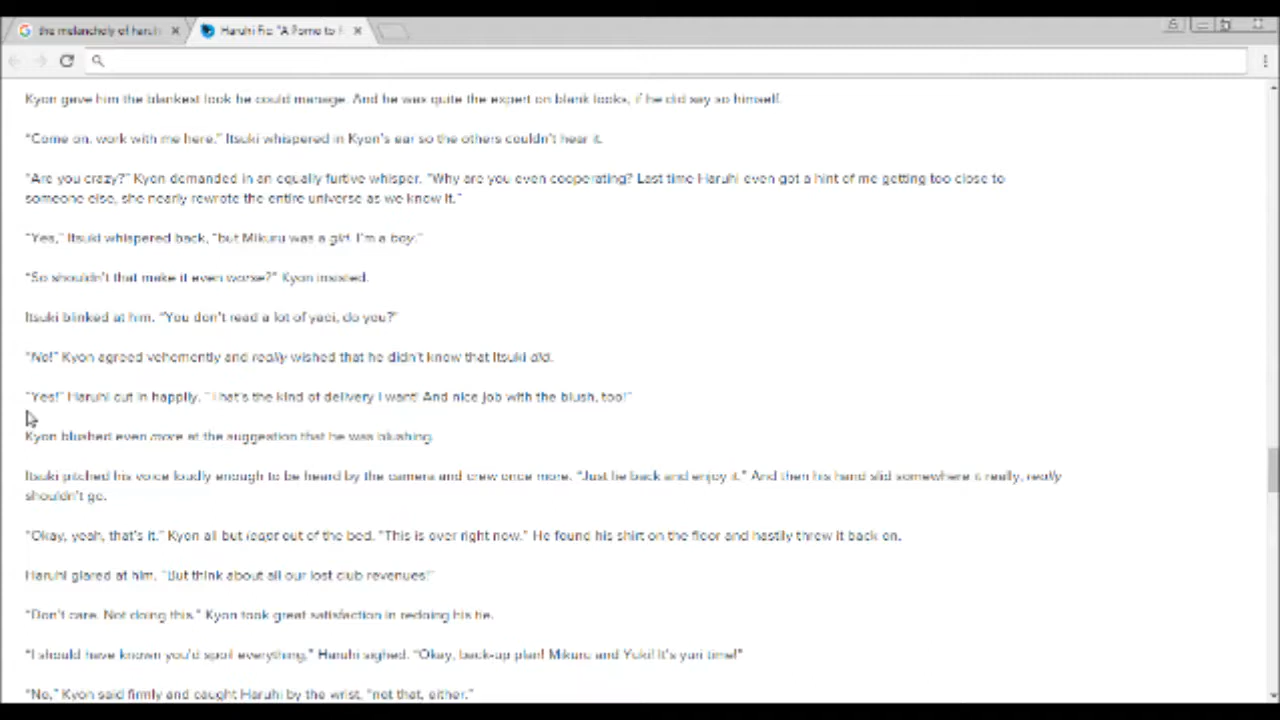 the melancholy of haruh
Haruhi Fic: "A Porno to
Kyon gave him the blankest look he could manage. And he was quite the expert on blank looks, if he did say so himself.
"Come on, work with me here." Itsuki whispered in Kyon's ear so the others couldn't hear it.
"Are you crazy?" Kyon demanded in an equally furtive whisper. "Why are you even cooperating? Last time Haruhi even got a hint of me getting too close to
someone else, she nearly rewrote the entire universe as we know it."
"Yes," Itsuki whispered back, "but Mikuru was a girl. I'm a boy."
"So shouldn't that make it even worse?" Kyon insisted.
Itsuki blinked at him. "You don't read a lot of yaoi, do you?"
"No!" Kyon agreed vehemently and really wished that he didn't know that Itsuki did.
"Yes!" Haruhi cut in happily. "That's the kind of delivery I want! And nice job with the blush, too!"
Kyon blushed even more at the suggestion that he was blushing.
Itsuki pitched his voice loudly enough to be heard by the camera and crew once more. "Just lie back and enjoy it." And then his hand slid somewhere it really, really
shouldn't go.
"Okay, yeah, that's it." Kyon all but leapt out of the bed. "This is over right now." He found his shirt on the floor and hastily threw it back on.
Haruhi glared at him. "But think about all our lost club revenues!"
"Don't care. Not doing this." Kyon took great satisfaction in redoing his tie.
"I should have known you'd spoil everything," Haruhi sighed. "Okay, back-up plan! Mikuru and Yuki! It's yuri time!"
"No," Kyon said firmly and caught Haruhi by the wrist, "not that, either."